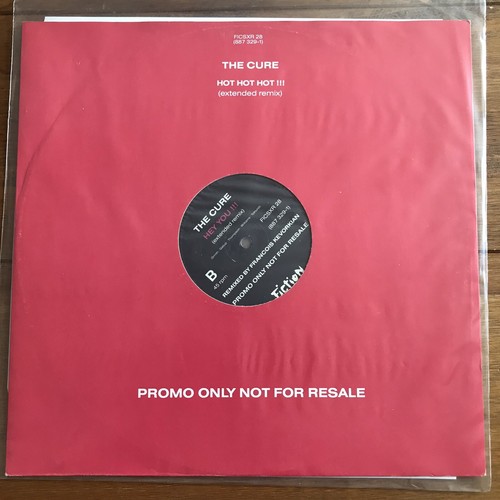 FICSXR 28
(887 329-1)
THE CURE
HOT HOT HOT !!!
(extended remix)
THE CURE
HEY YOU !!!
(extended remix)
B
45 rpm
FICSXR 28
(887 329-1)
REMIXED BY FRANCOIS KEVORKIAN
PROMO ONLY NOT FOR RESALE
Fiction
PROMO ONLY NOT FOR RESALE